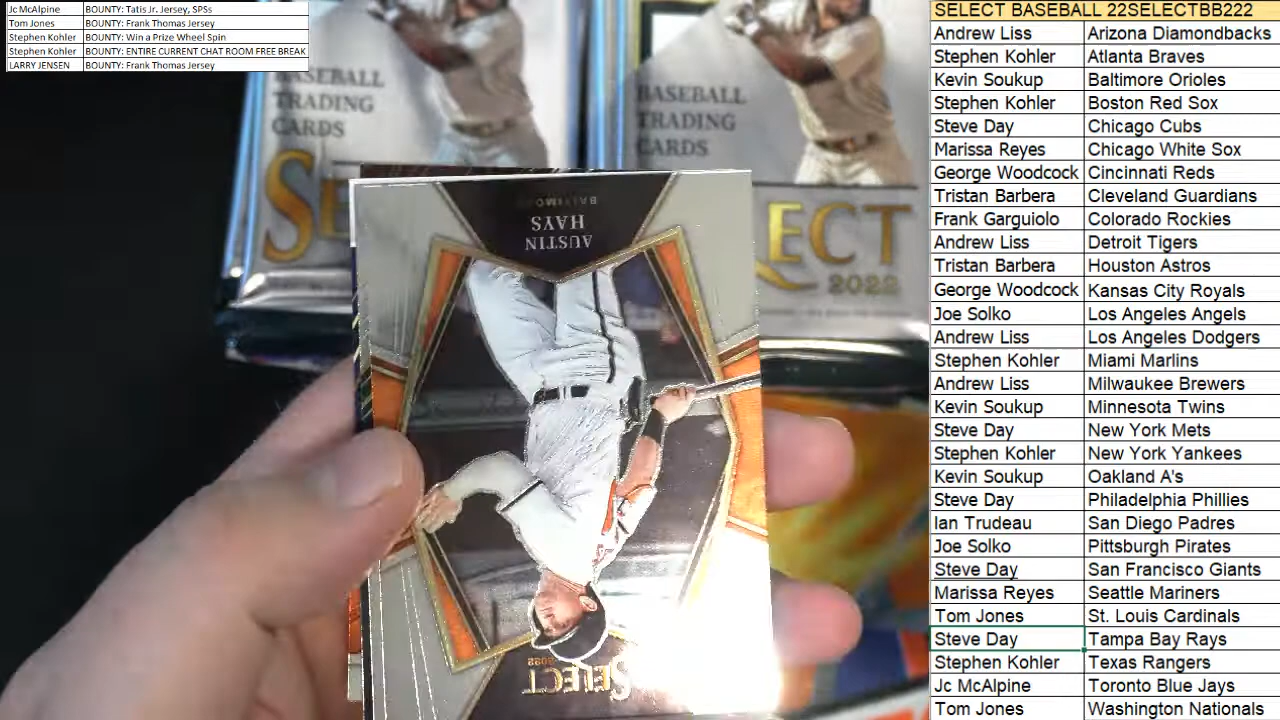 Jc McAlpine BOUNTY: Tatis Jr. Jersey, SPSs
Tom Jones BOUNTY: Frank Thomas Jersey
Stephen Kohler BOUNTY: Win a Prize Wheel Spin
Stephen Kohler BOUNTY: ENTIRE CURRENT CHAT ROOM FREE BREAK
LARRY JENSEN BOUNTY: Frank Thomas Jersey
BASEBALL
TRADING
CARDS
BASEBALL
TRADING
CARDS
SELECT
2022
AUSTIN
HAYS
SELECT
2022
SELECT BASEBALL 22SELECTBB222
Andrew Liss Arizona Diamondbacks
Stephen Kohler Atlanta Braves
Kevin Soukup Baltimore Orioles
Stephen Kohler Boston Red Sox
Steve Day Chicago Cubs
Marissa Reyes Chicago White Sox
George Woodcock Cincinnati Reds
Tristan Barbera Cleveland Guardians
Frank Garguiolo Colorado Rockies
Andrew Liss Detroit Tigers
Tristan Barbera Houston Astros
George Woodcock Kansas City Royals
Joe Solko Los Angeles Angels
Andrew Liss Los Angeles Dodgers
Stephen Kohler Miami Marlins
Andrew Liss Milwaukee Brewers
Kevin Soukup Minnesota Twins
Steve Day New York Mets
Stephen Kohler New York Yankees
Kevin Soukup Oakland A's
Steve Day Philadelphia Phillies
Ian Trudeau San Diego Padres
Joe Solko Pittsburgh Pirates
Steve Day San Francisco Giants
Marissa Reyes Seattle Mariners
Tom Jones St. Louis Cardinals
Steve Day Tampa Bay Rays
Stephen Kohler Texas Rangers
Jc McAlpine Toronto Blue Jays
Tom Jones Washington Nationals